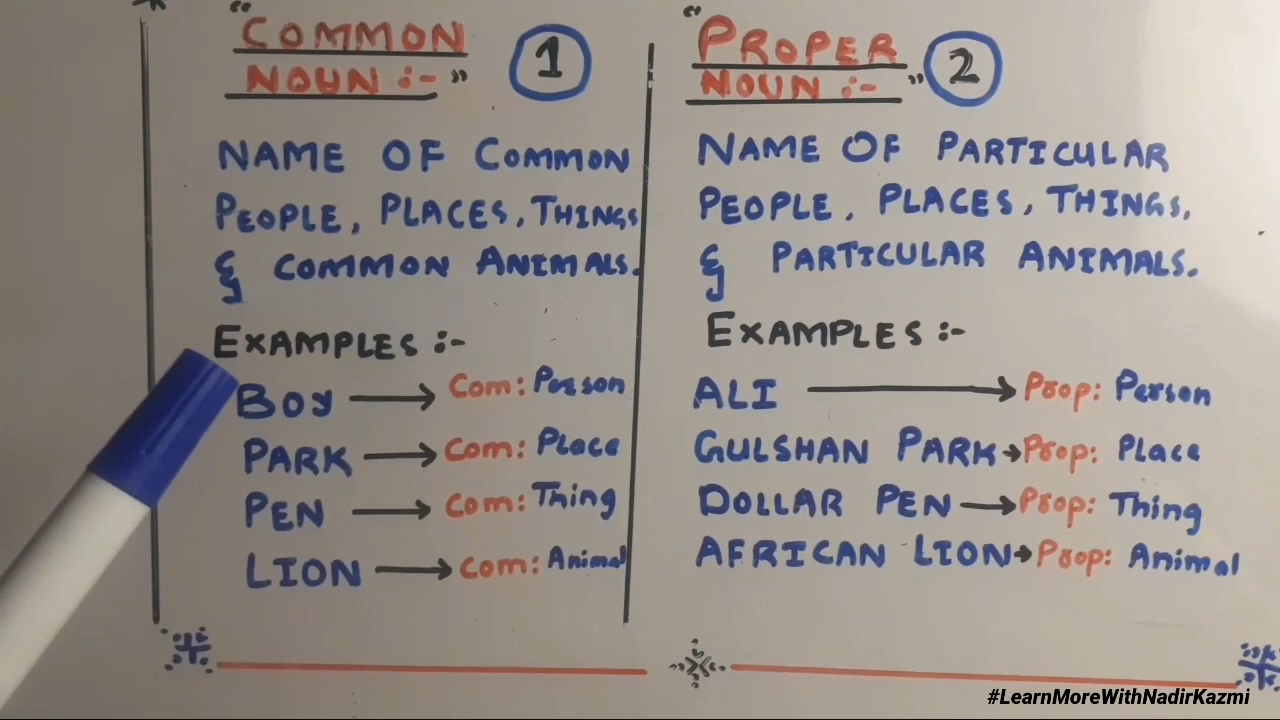 "COMMON
NOUN :- "
1
NAME OF COMMON
PEOPLE, PLACES, THINGS
& COMMON ANIMALS.
EXAMPLES :-
BOY → Com: Person
PARK → Com: Place
PEN → Com: Thing
LION → Com: Animal
"PROPER
NOUN :- "
2
NAME OF PARTICULAR
PEOPLE, PLACES, THINGS,
& PARTICULAR ANIMALS.
EXAMPLES :-
ALI → Prop: Person
GULSHAN PARK → Prop: Place
DOLLAR PEN → Prop: Thing
AFRICAN LION → Prop: Animal
#LearnMoreWithNadirKazmi